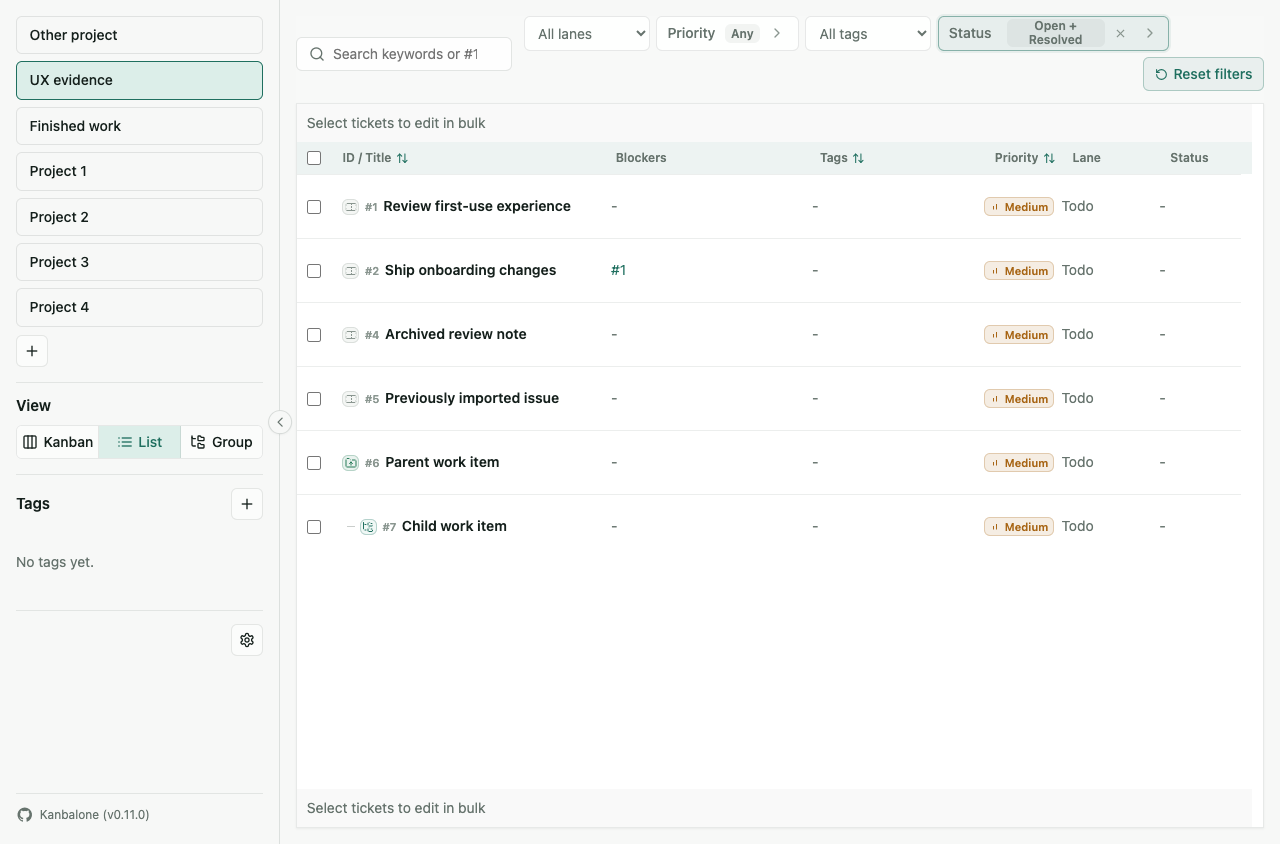 Other project
UX evidence
Finished work
Project 1
Project 2
Project 3
Project 4
View
Kanban
List
Group
Tags
No tags yet.
Kanbalone (v0.11.0)
Search keywords or #1
All lanes
Priority Any
All tags
Status Open + Resolved
Reset filters
Select tickets to edit in bulk
ID / Title Blockers Tags Priority Lane Status
#1 Review first-use experience - - Medium Todo -
#2 Ship onboarding changes #1 - Medium Todo -
#4 Archived review note - - Medium Todo -
#5 Previously imported issue - - Medium Todo -
#6 Parent work item - - Medium Todo -
#7 Child work item - - Medium Todo -
Select tickets to edit in bulk